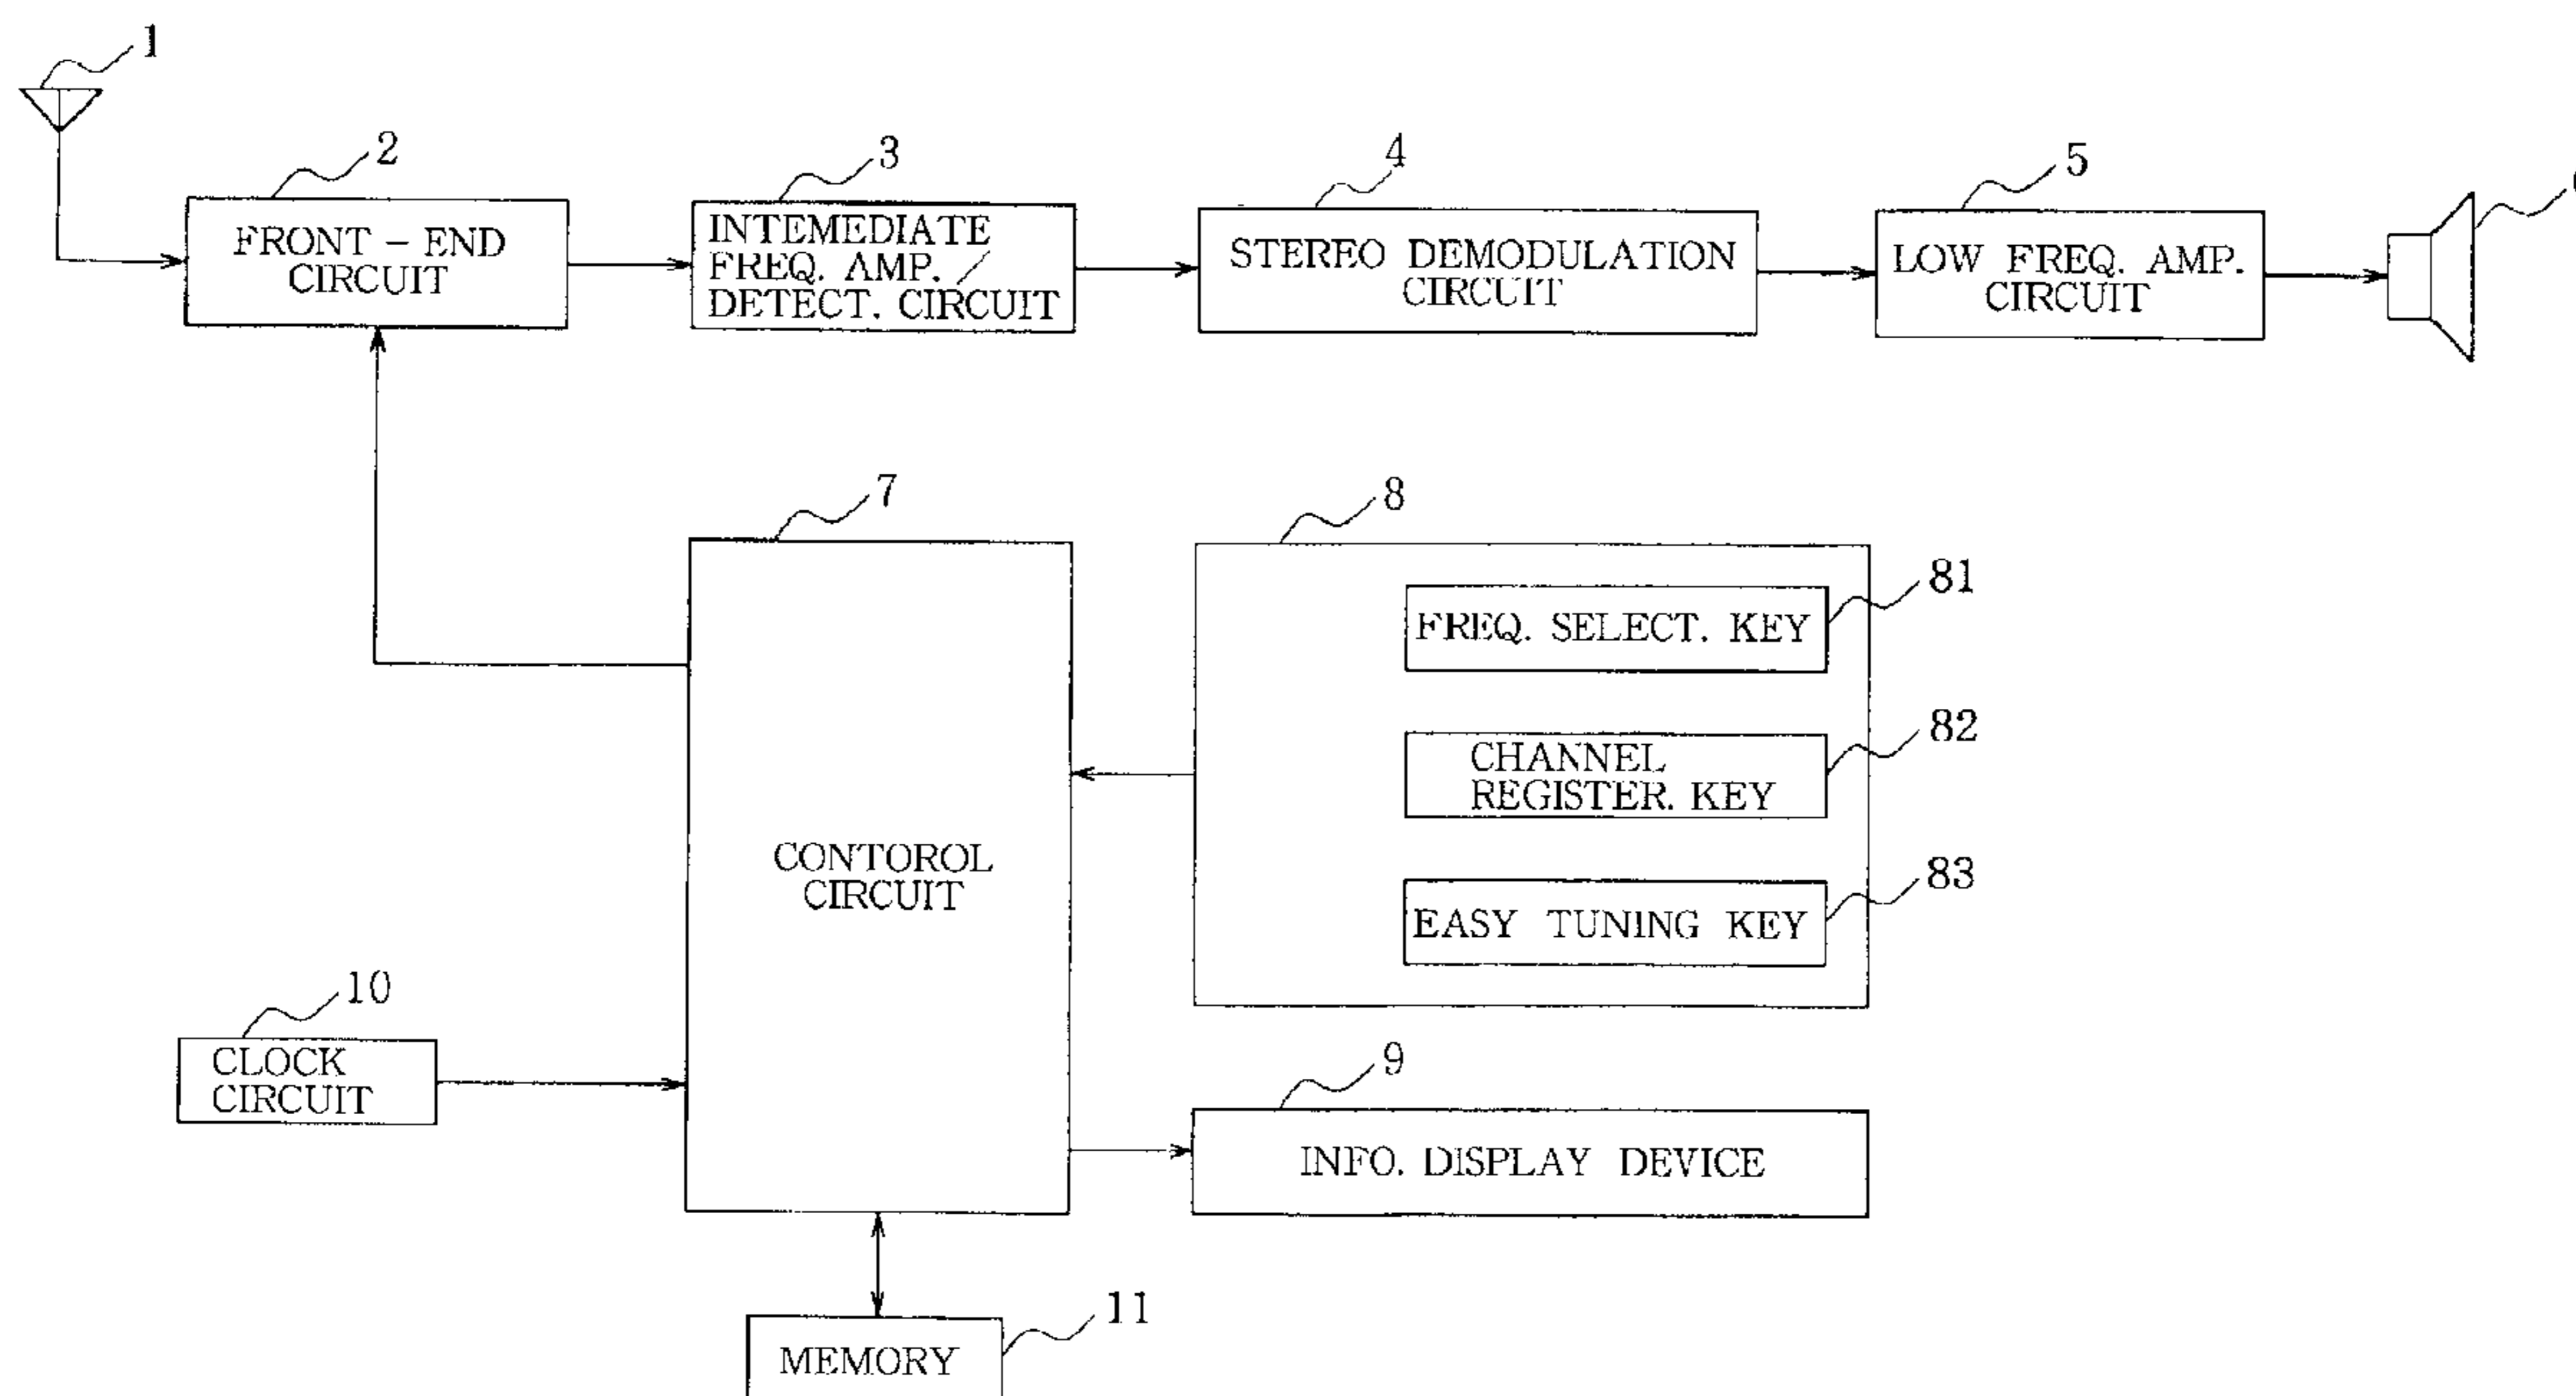 1
2
FRONT - END
CIRCUIT
3
INTEMEDIATE
FREQ. AMP. /
DETECT. CIRCUIT
4
STEREO DEMODULATION
CIRCUIT
5
LOW FREQ. AMP.
CIRCUIT
7
CONTOROL
CIRCUIT
8
81
FREQ. SELECT. KEY
82
CHANNEL
REGISTER. KEY
83
EASY TUNING KEY
10
CLOCK
CIRCUIT
9
INFO. DISPLAY DEVICE
11
MEMORY